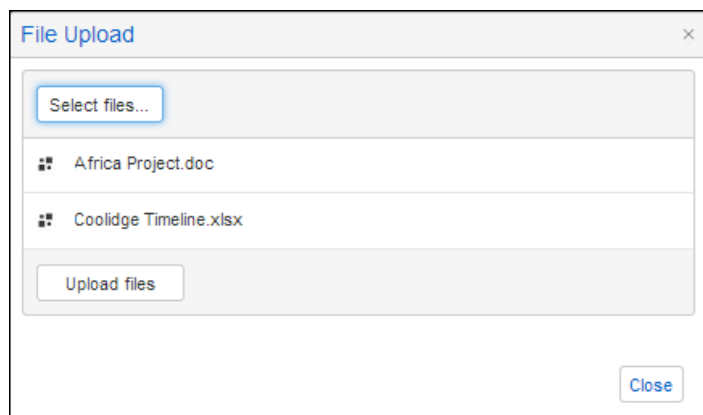 File Upload
Select files...
Africa Project.doc
Coolidge Timeline.xlsx
Upload files
Close